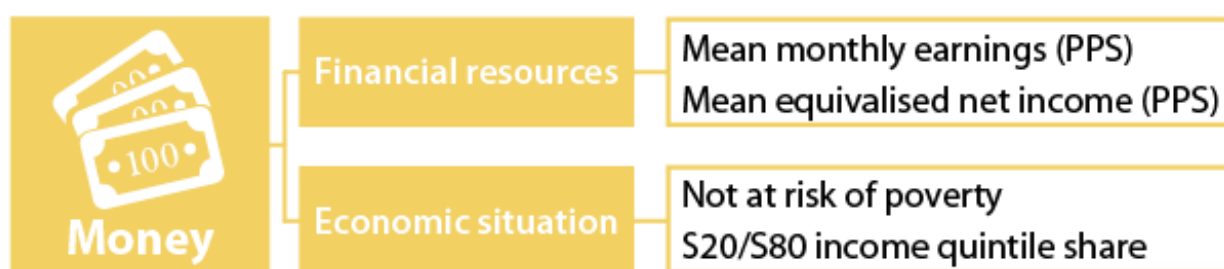 100
Money
Financial resources
Mean monthly earnings (PPS)
Mean equivalised net income (PPS)
Economic situation
Not at risk of poverty
S20/S80 income quintile share